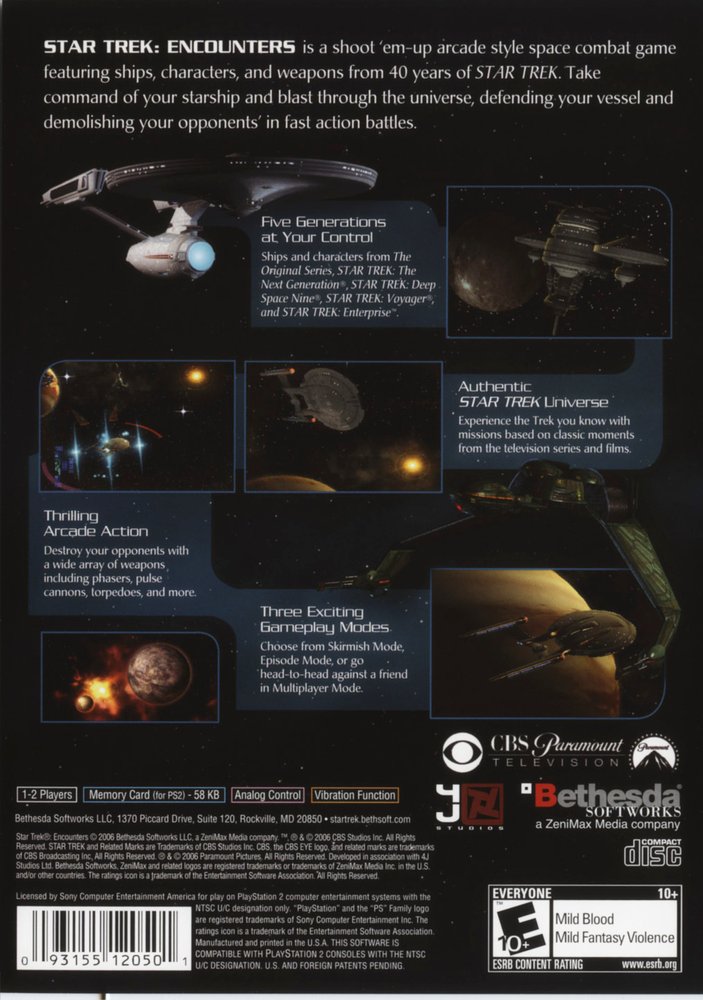 STAR TREK: ENCOUNTERS is a shoot 'em-up arcade style space combat game
featuring ships, characters, and weapons from 40 years of STAR TREK. Take
command of your starship and blast through the universe, defending your vessel and
demolishing your opponents' in fast action battles.
Five Generations
at Your Control
Ships and characters from The
Original Series, STAR TREK: The
Next Generation®, STAR TREK: Deep
Space Nine®, STAR TREK: Voyager®,
and STAR TREK: Enterprise™.
Authentic
STAR TREK Universe
Experience the Trek you know with
missions based on classic moments
from the television series and films.
Thrilling
Arcade Action
Destroy your opponents with
a wide array of weapons
including phasers, pulse
cannons, torpedoes, and more.
Three Exciting
Gameplay Modes
Choose from Skirmish Mode,
Episode Mode, or go
head-to-head against a friend
in Multiplayer Mode.
CBS Paramount
TELEVISION
Paramount
1-2 Players
Memory Card (for PS2) - 58 KB
Analog Control
Vibration Function
4J
STUDIOS
Bethesda
SOFTWORKS
a ZeniMax Media company
Bethesda Softworks LLC, 1370 Piccard Drive, Suite 120, Rockville, MD 20850 • startrek.bethsoft.com
Star Trek®: Encounters © 2006 Bethesda Softworks LLC, a ZeniMax Media company. ™, ® & © 2006 CBS Studios Inc. All Rights
Reserved. STAR TREK and Related Marks are Trademarks of CBS Studios Inc. CBS, the CBS EYE logo, and related marks are trademarks
of CBS Broadcasting Inc, All Rights Reserved. ® & © 2006 Paramount Pictures. All Rights Reserved. Developed in association with 4J
Studios Ltd. Bethesda Softworks, ZeniMax and related logos are registered trademarks or trademarks of ZeniMax Media Inc. in the U.S.
and/or other countries. The ratings icon is a trademark of the Entertainment Software Association. All Rights Reserved.
COMPACT
disc
Licensed by Sony Computer Entertainment America for play on PlayStation 2 computer entertainment systems with the
NTSC U/C designation only. "PlayStation" and the "PS" Family logo
are registered trademarks of Sony Computer Entertainment Inc. The
ratings icon is a trademark of the Entertainment Software Association.
Manufactured and printed in the U.S.A. THIS SOFTWARE IS
COMPATIBLE WITH PLAYSTATION 2 CONSOLES WITH THE NTSC
U/C DESIGNATION. U.S. AND FOREIGN PATENTS PENDING.
0 93155 12050 1
EVERYONE 10+
E
10+
Mild Blood
Mild Fantasy Violence
ESRB CONTENT RATING www.esrb.org